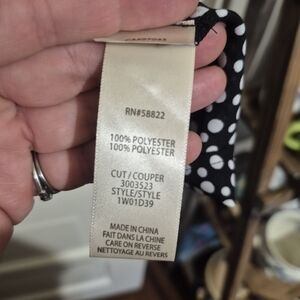 RN#58822
100% POLYESTER
100% POLYESTER
CUT / COUPER
3003523
STYLE/STYLE
1W01D39
MADE IN CHINA
FAIT DANS LA CHINE
CARE ON REVERSE
NETTOYAGE AU REVERS